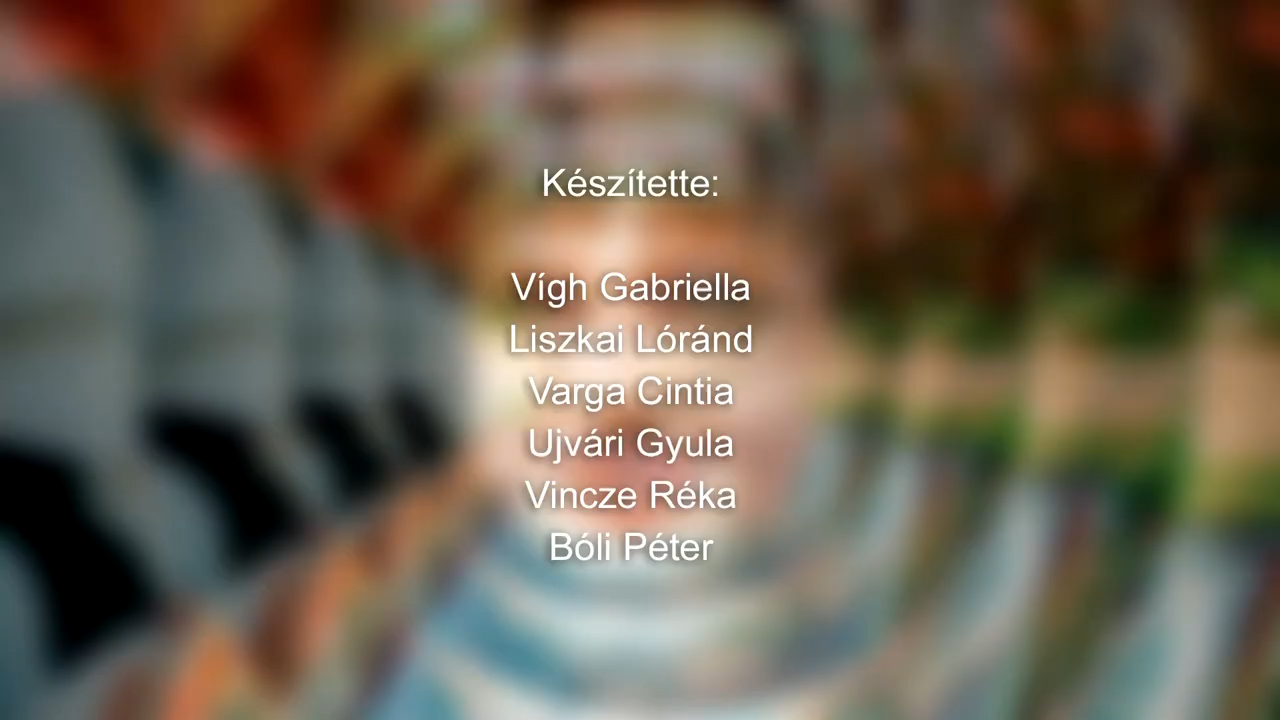 Készítette:
Vígh Gabriella
Liszkai Lóránd
Varga Cintia
Ujvári Gyula
Vincze Réka
Bóli Péter